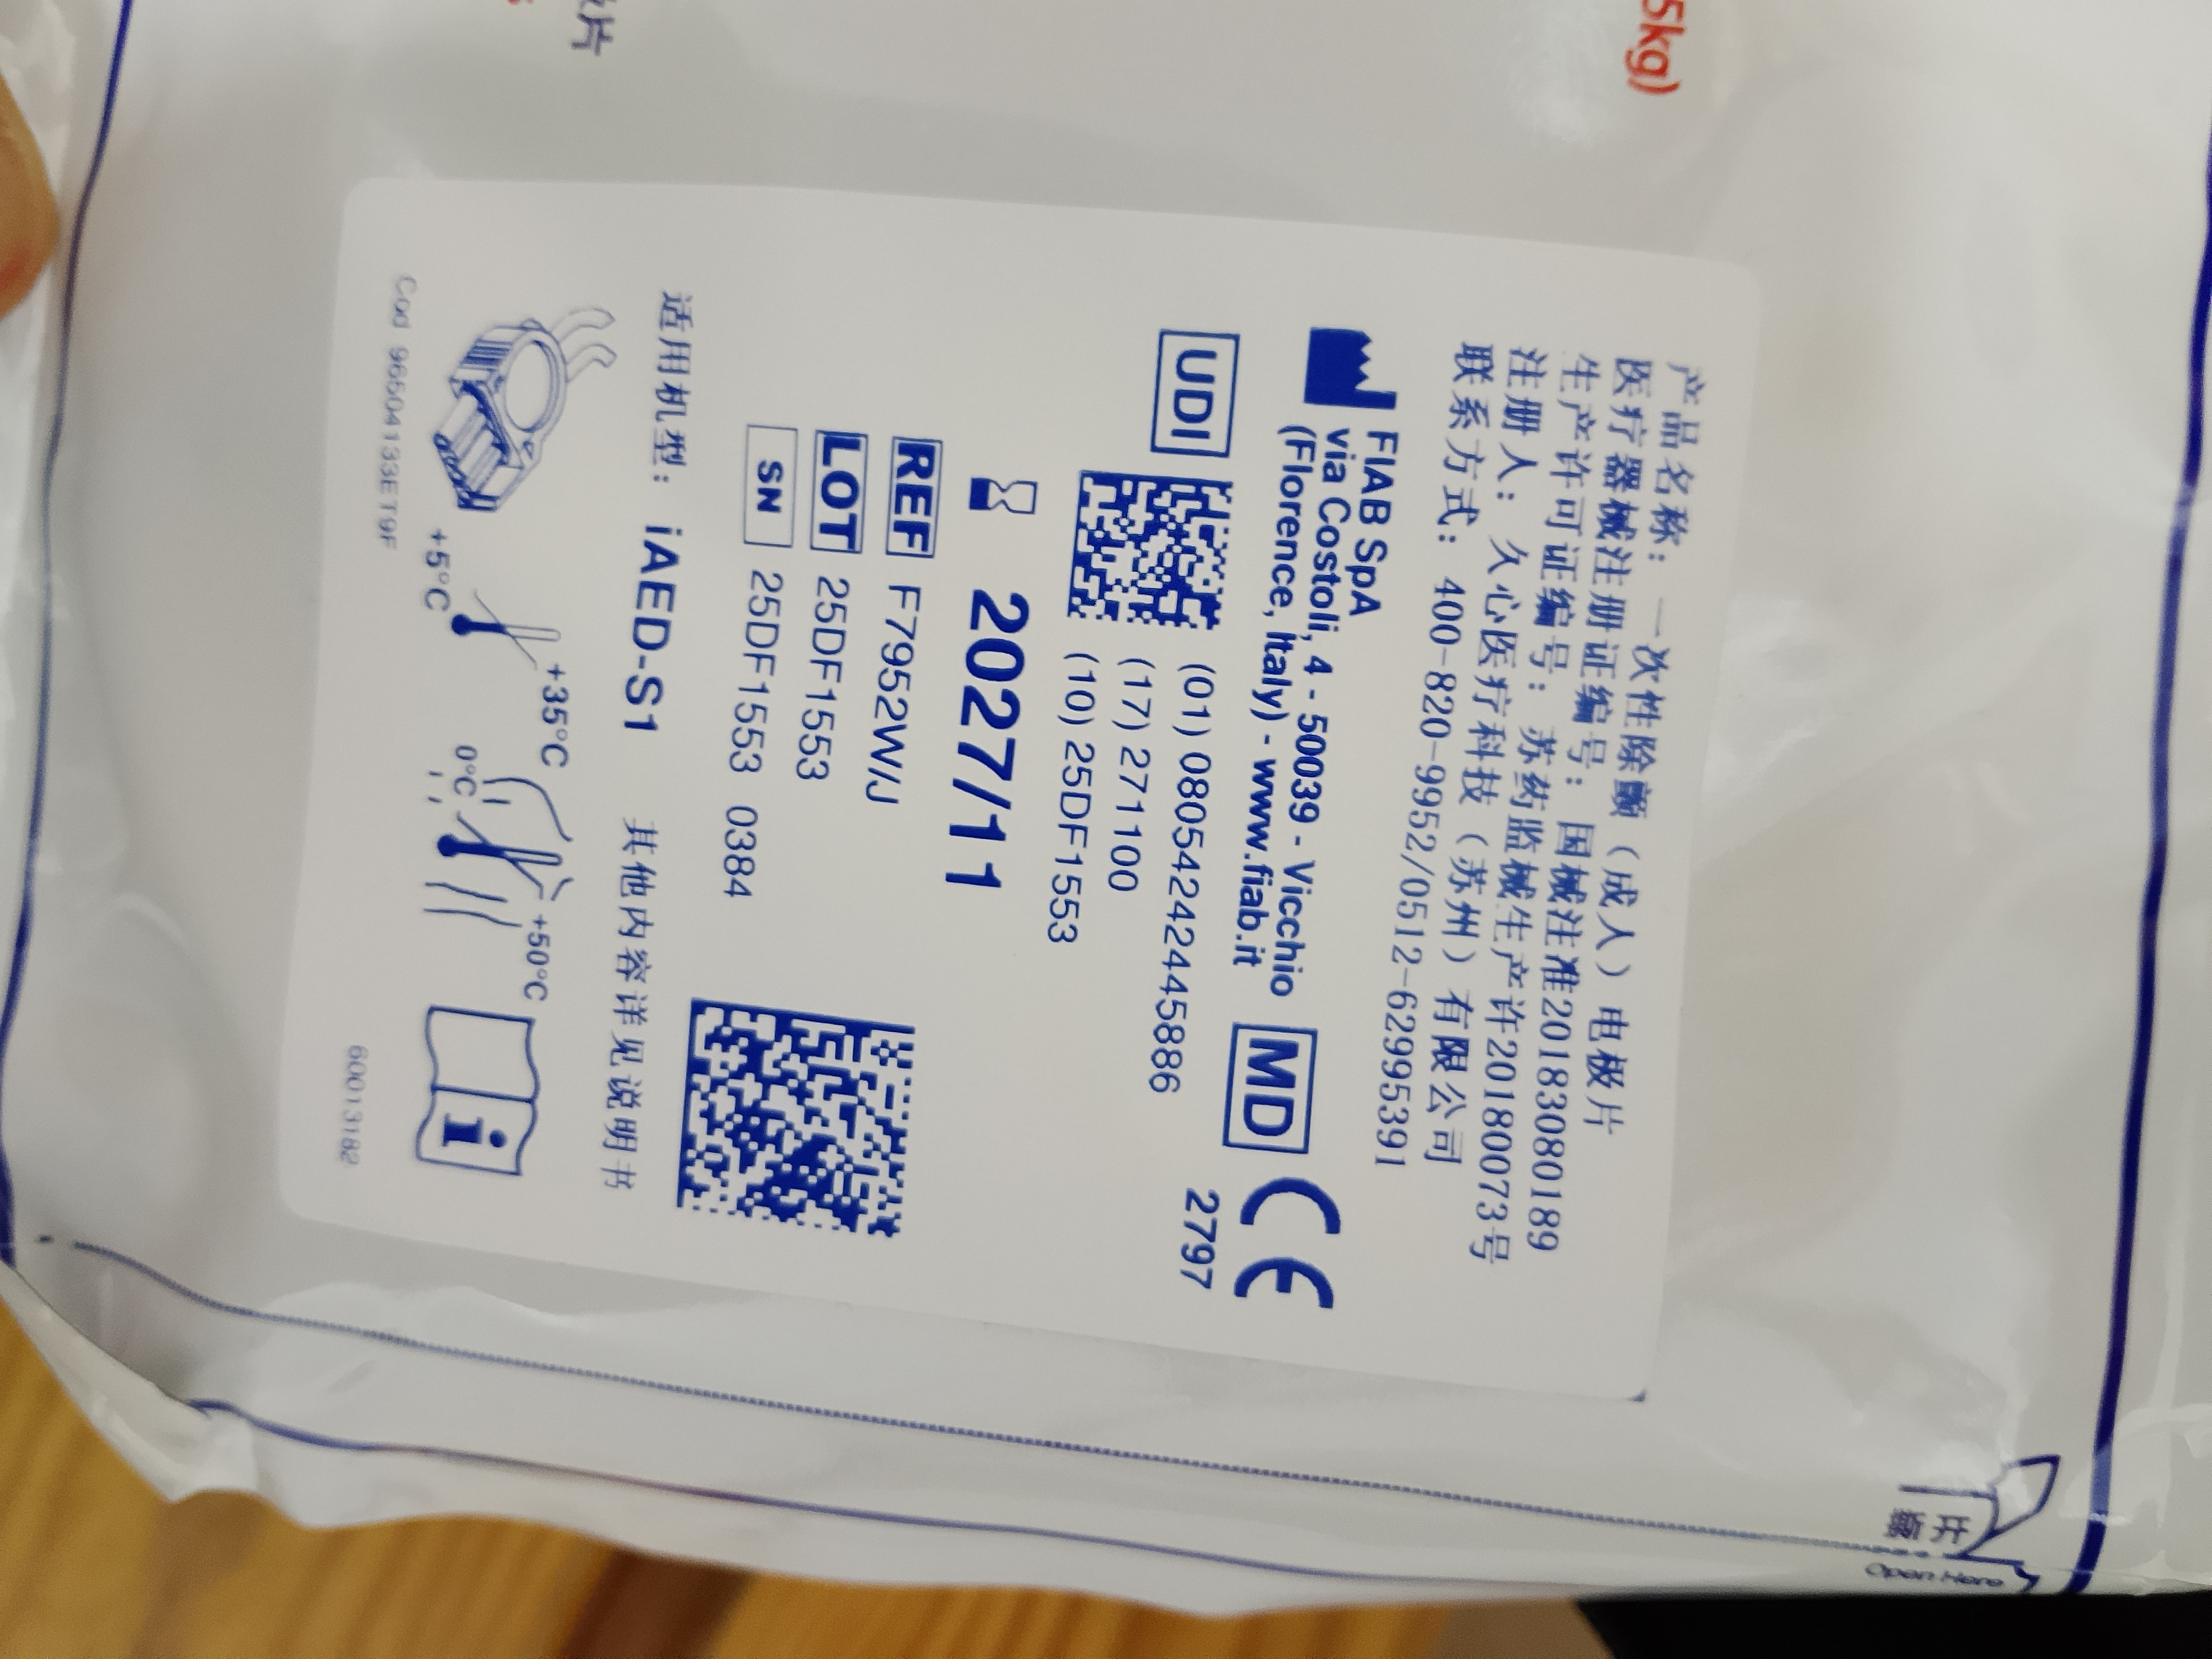 5kg)
片
产品名称：一次性除颤（成人）电极片
医疗器械注册证编号：国械注准20183080189
生产许可证编号：苏药监械生产许20180073号
注册人：久心医疗科技（苏州）有限公司
联系方式：400-820-9952/0512-62995391
FIAB SpA
via Costoli, 4 - 50039 - Vicchio
(Florence, Italy) - www.fiab.it
MD
CE
2797
UDI
(01) 08054242445886
(17) 271100
(10) 25DF1553
2027/11
REF F7952W/J
LOT 25DF1553
SN 25DF1553 0384
适用机型：iAED-S1 其他内容详见说明书
+5°C
+35°C
0°C
+50°C
i
60013182
开
Open Here